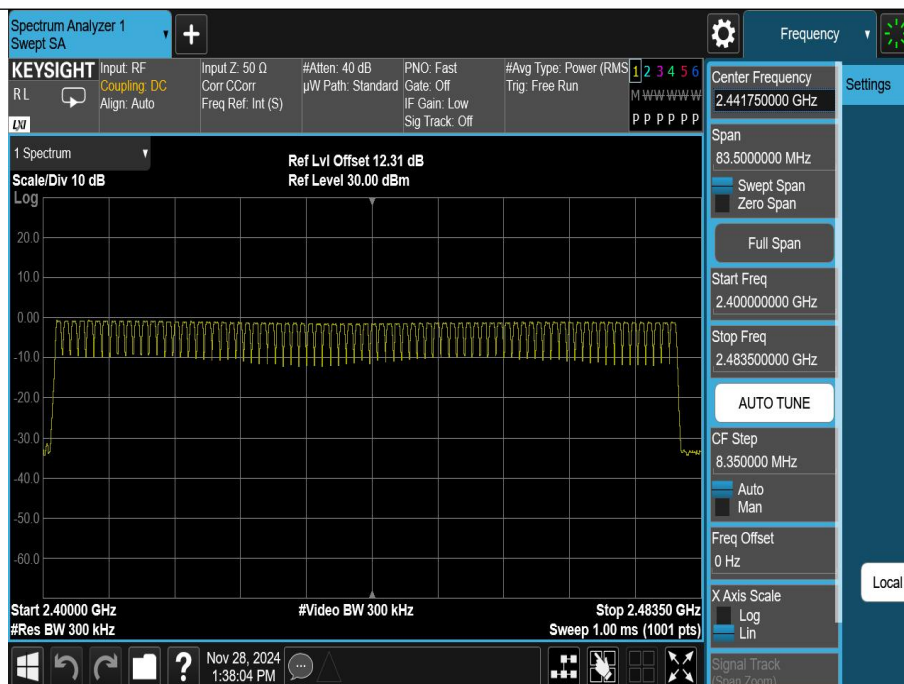 Spectrum Analyzer 1
Swept SA
Frequency
KEYSIGHT
R L
LXI
Input: RF
Coupling: DC
Align: Auto
Input Z: 50 Ω
Corr CCorr
Freq Ref: Int (S)
#Atten: 40 dB
µW Path: Standard
PNO: Fast
Gate: Off
IF Gain: Low
Sig Track: Off
#Avg Type: Power (RMS
Trig: Free Run
1 2 3 4 5 6
M W W W W W
P P P P P P
Center Frequency
2.441750000 GHz
Settings
Span
83.5000000 MHz
Swept Span
Zero Span
Full Span
Start Freq
2.400000000 GHz
Stop Freq
2.483500000 GHz
AUTO TUNE
CF Step
8.350000 MHz
Auto
Man
Freq Offset
0 Hz
Local
X Axis Scale
Log
Lin
Signal Track
(Span Zoom)
1 Spectrum
Scale/Div 10 dB
Ref Lvl Offset 12.31 dB
Ref Level 30.00 dBm
Log
20.0
10.0
0.00
-10.0
-20.0
-30.0
-40.0
-50.0
-60.0
Start 2.40000 GHz
#Video BW 300 kHz
Stop 2.48350 GHz
#Res BW 300 kHz
Sweep 1.00 ms (1001 pts)
?
Nov 28, 2024
1:38:04 PM